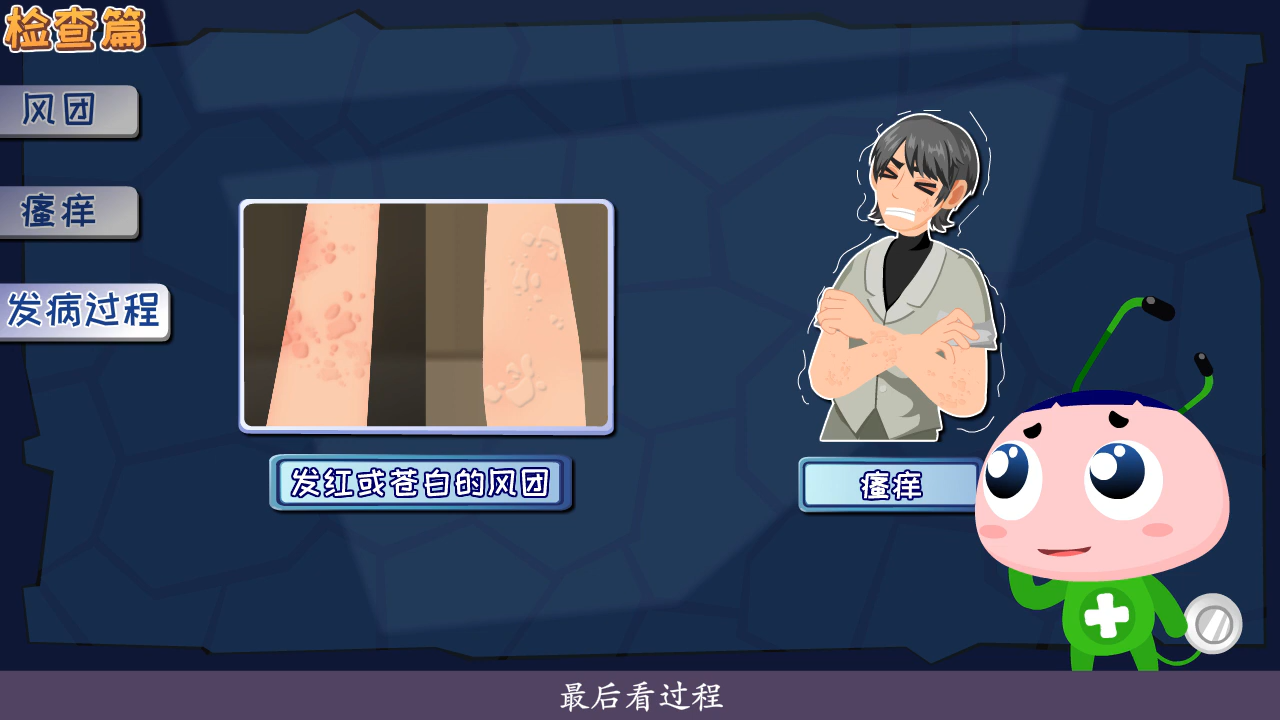 检查篇
风团
瘙痒
发病过程
发红或苍白的风团
瘙痒
最后看过程